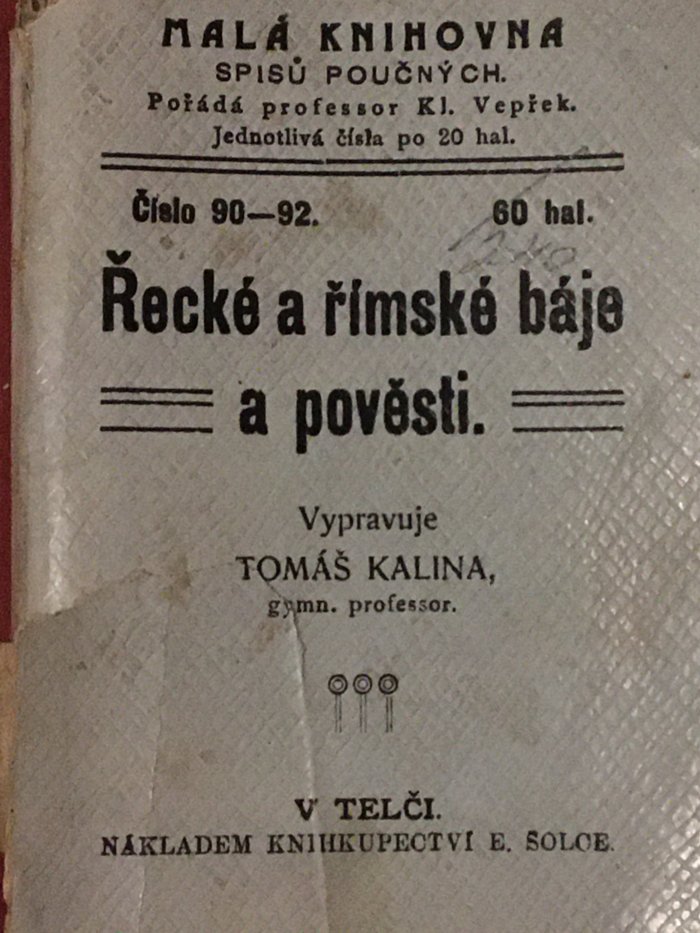 MALÁ KNIHOVNA
SPISŮ POUČNÝCH.
Pořádá professor Kl. Vepřek.
Jednotlivá čísla po 20 hal.
Číslo 90—92. 60 hal.
Řecké a římské báje
a pověsti.
Vypravuje
TOMÁŠ KALINA,
gymn. professor.
V TELČI.
NÁKLADEM KNIHKUPECTVÍ E. ŠOLCE.